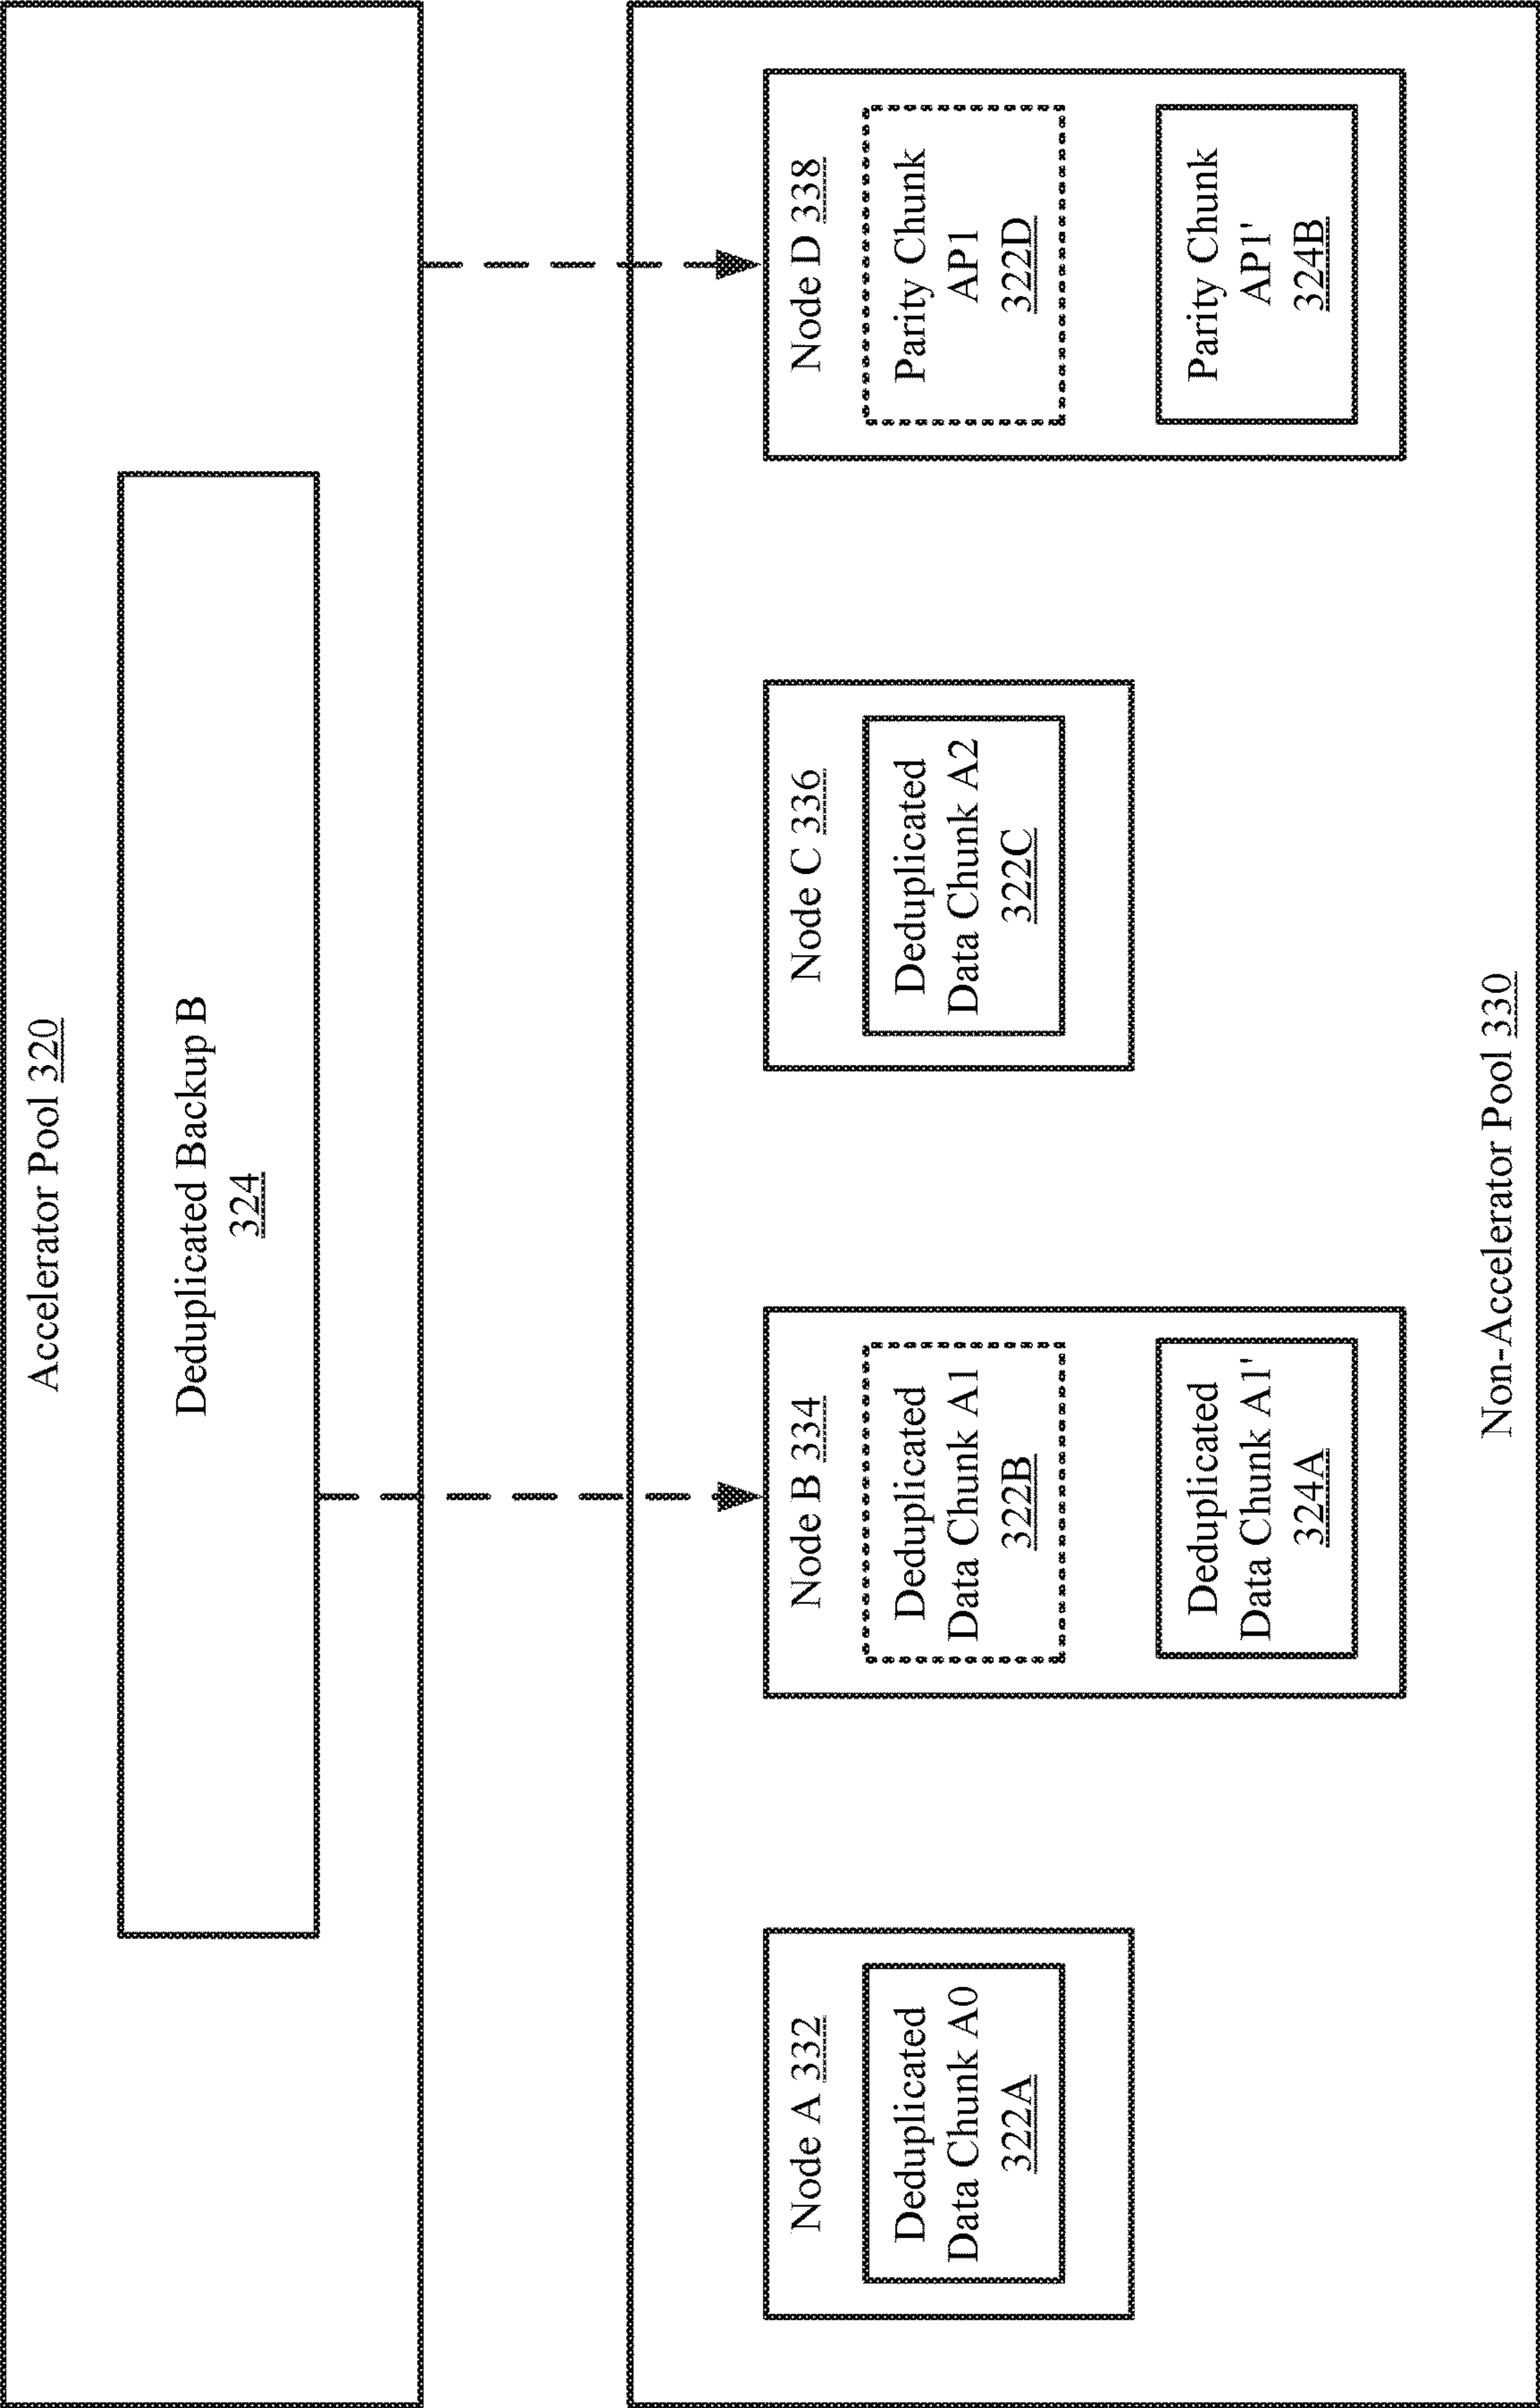 Accelerator Pool 320
Deduplicated Backup B
324
Node A 332
Deduplicated
Data Chunk A0
322A
Node B 334
Deduplicated
Data Chunk A1
322B
Deduplicated
Data Chunk A1'
324A
Node C 336
Deduplicated
Data Chunk A2
322C
Node D 338
Parity Chunk
AP1
322D
Parity Chunk
AP1'
324B
Non-Accelerator Pool 330